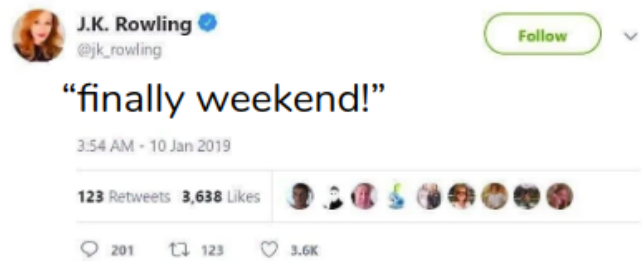 J.K. Rowling
@jk_rowling
Follow
“finally weekend!”
3:54 AM - 10 Jan 2019
123 Retweets 3,638 Likes
201 123 3.6K